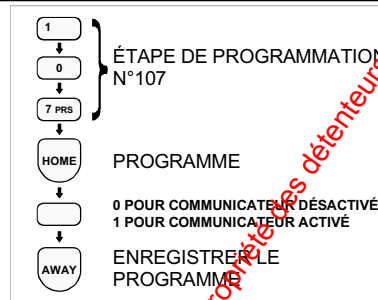 1
0
7 PRS
ÉTAPE DE PROGRAMMATION
N°107
HOME
PROGRAMME
0 POUR COMMUNICATEUR DÉSACTIVÉ
1 POUR COMMUNICATEUR ACTIVÉ
AWAY
ENREGISTRER LE
PROGRAMME
opriété des détenteurs